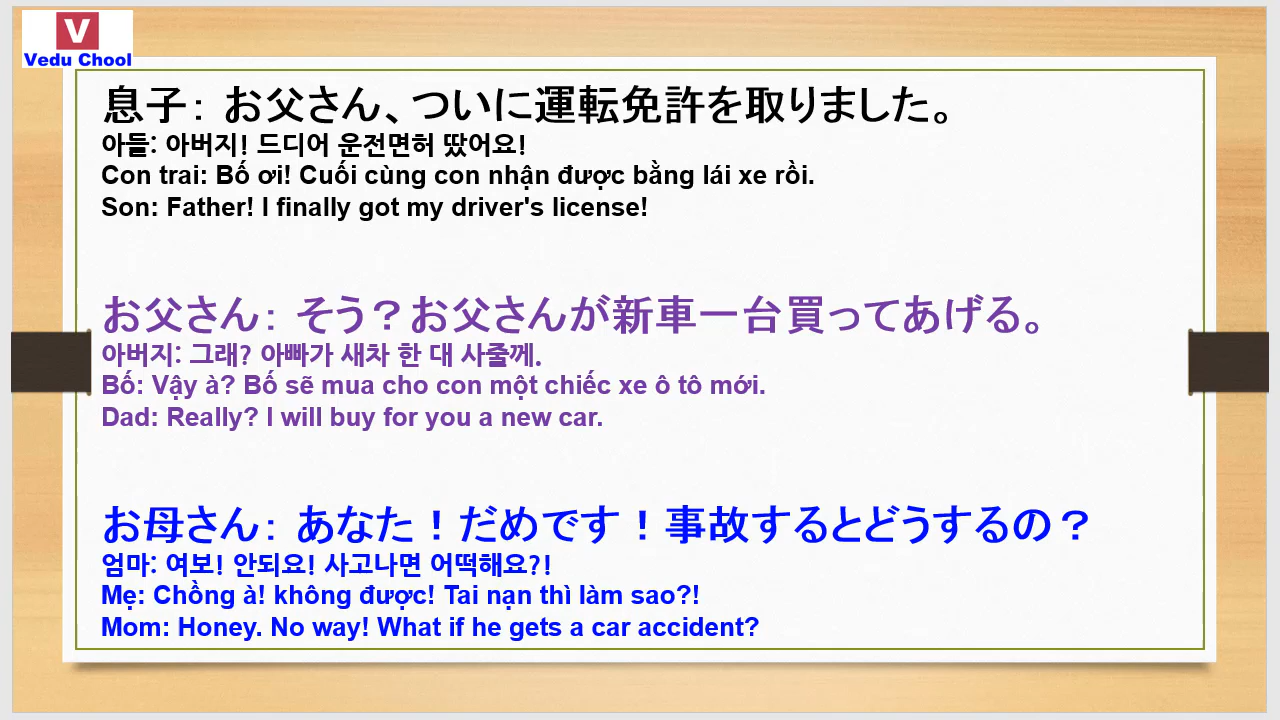 V
Vedu Chool
息子： お父さん、ついに運転免許を取りました。
아들: 아버지! 드디어 운전면허 땄어요!
Con trai: Bố ơi! Cuối cùng con nhận được bằng lái xe rồi.
Son: Father! I finally got my driver's license!
お父さん： そう？お父さんが新車一台買ってあげる。
아버지: 그래? 아빠가 새차 한 대 사줄께.
Bố: Vậy à? Bố sẽ mua cho con một chiếc xe ô tô mới.
Dad: Really? I will buy for you a new car.
お母さん： あなた！だめです！事故するとどうするの？
엄마: 여보! 안되요! 사고나면 어떡해요?!
Mẹ: Chồng à! không được! Tai nạn thì làm sao?!
Mom: Honey. No way! What if he gets a car accident?